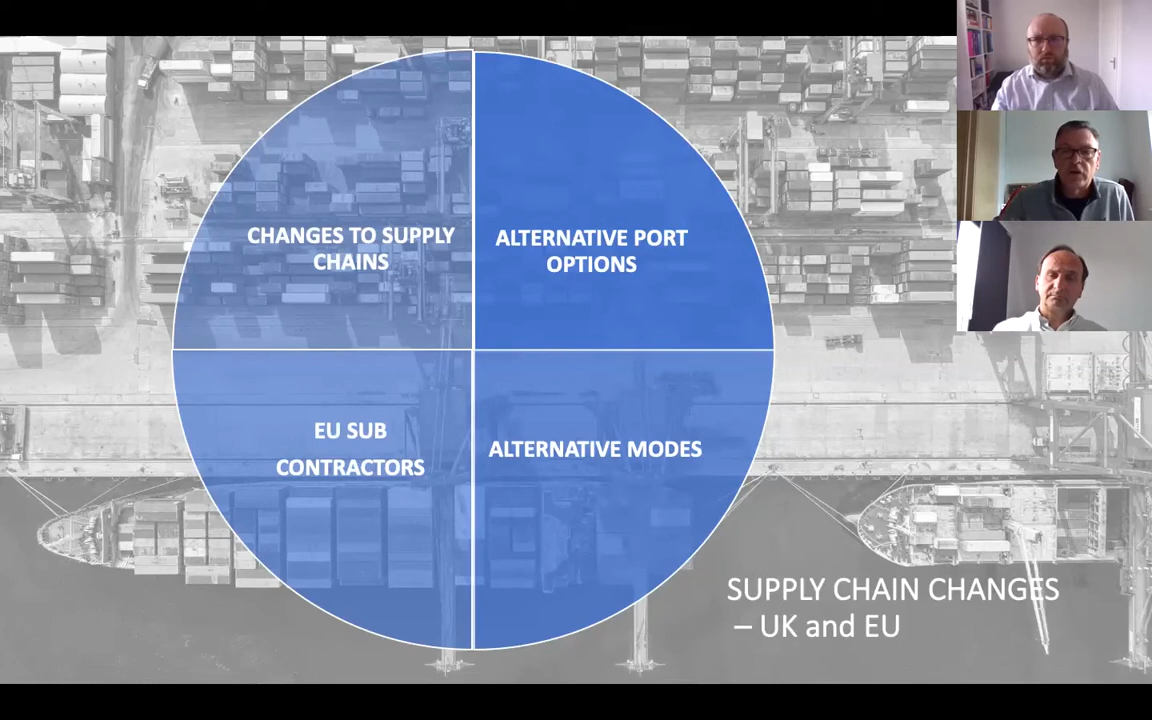 CHANGES TO SUPPLY
CHAINS
ALTERNATIVE PORT
OPTIONS
EU SUB
CONTRACTORS
ALTERNATIVE MODES
SUPPLY CHAIN CHANGES
– UK and EU